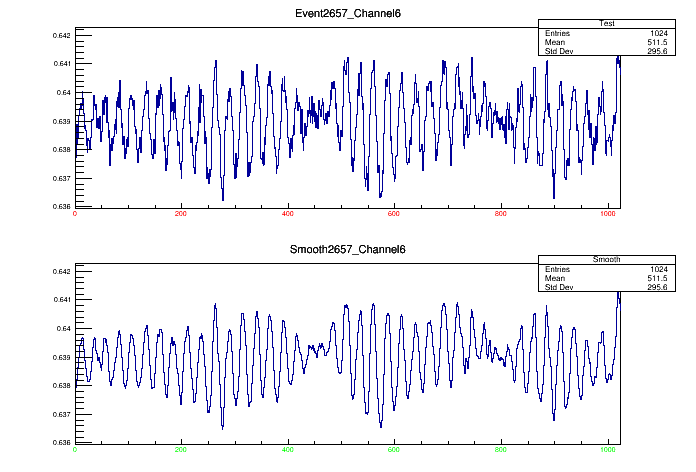 Event2657_Channel6
Test
Entries 1024
Mean 511.5
Std Dev 295.6
0.642
0.641
0.64
0.639
0.638
0.637
0.636
0 200 400 600 800 1000
Smooth2657_Channel6
Smooth
Entries 1024
Mean 511.5
Std Dev 295.6
0.642
0.641
0.64
0.639
0.638
0.637
0.636
0 200 400 600 800 1000